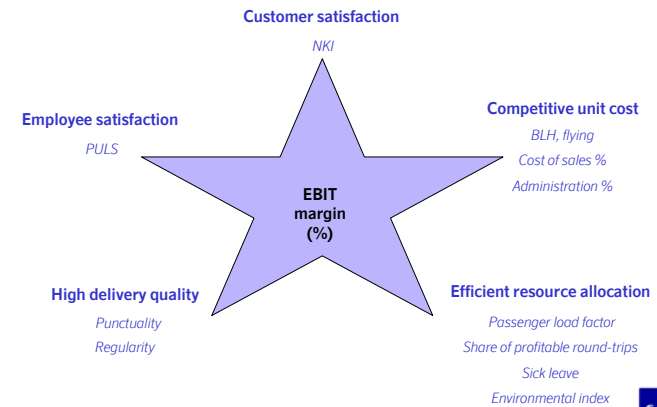 Customer satisfaction
NKI
Employee satisfaction
PULS
Competitive unit cost
BLH, flying
Cost of sales %
Administration %
EBIT
margin
(%)
High delivery quality
Punctuality
Regularity
Efficient resource allocation
Passenger load factor
Share of profitable round-trips
Sick leave
Environmental index